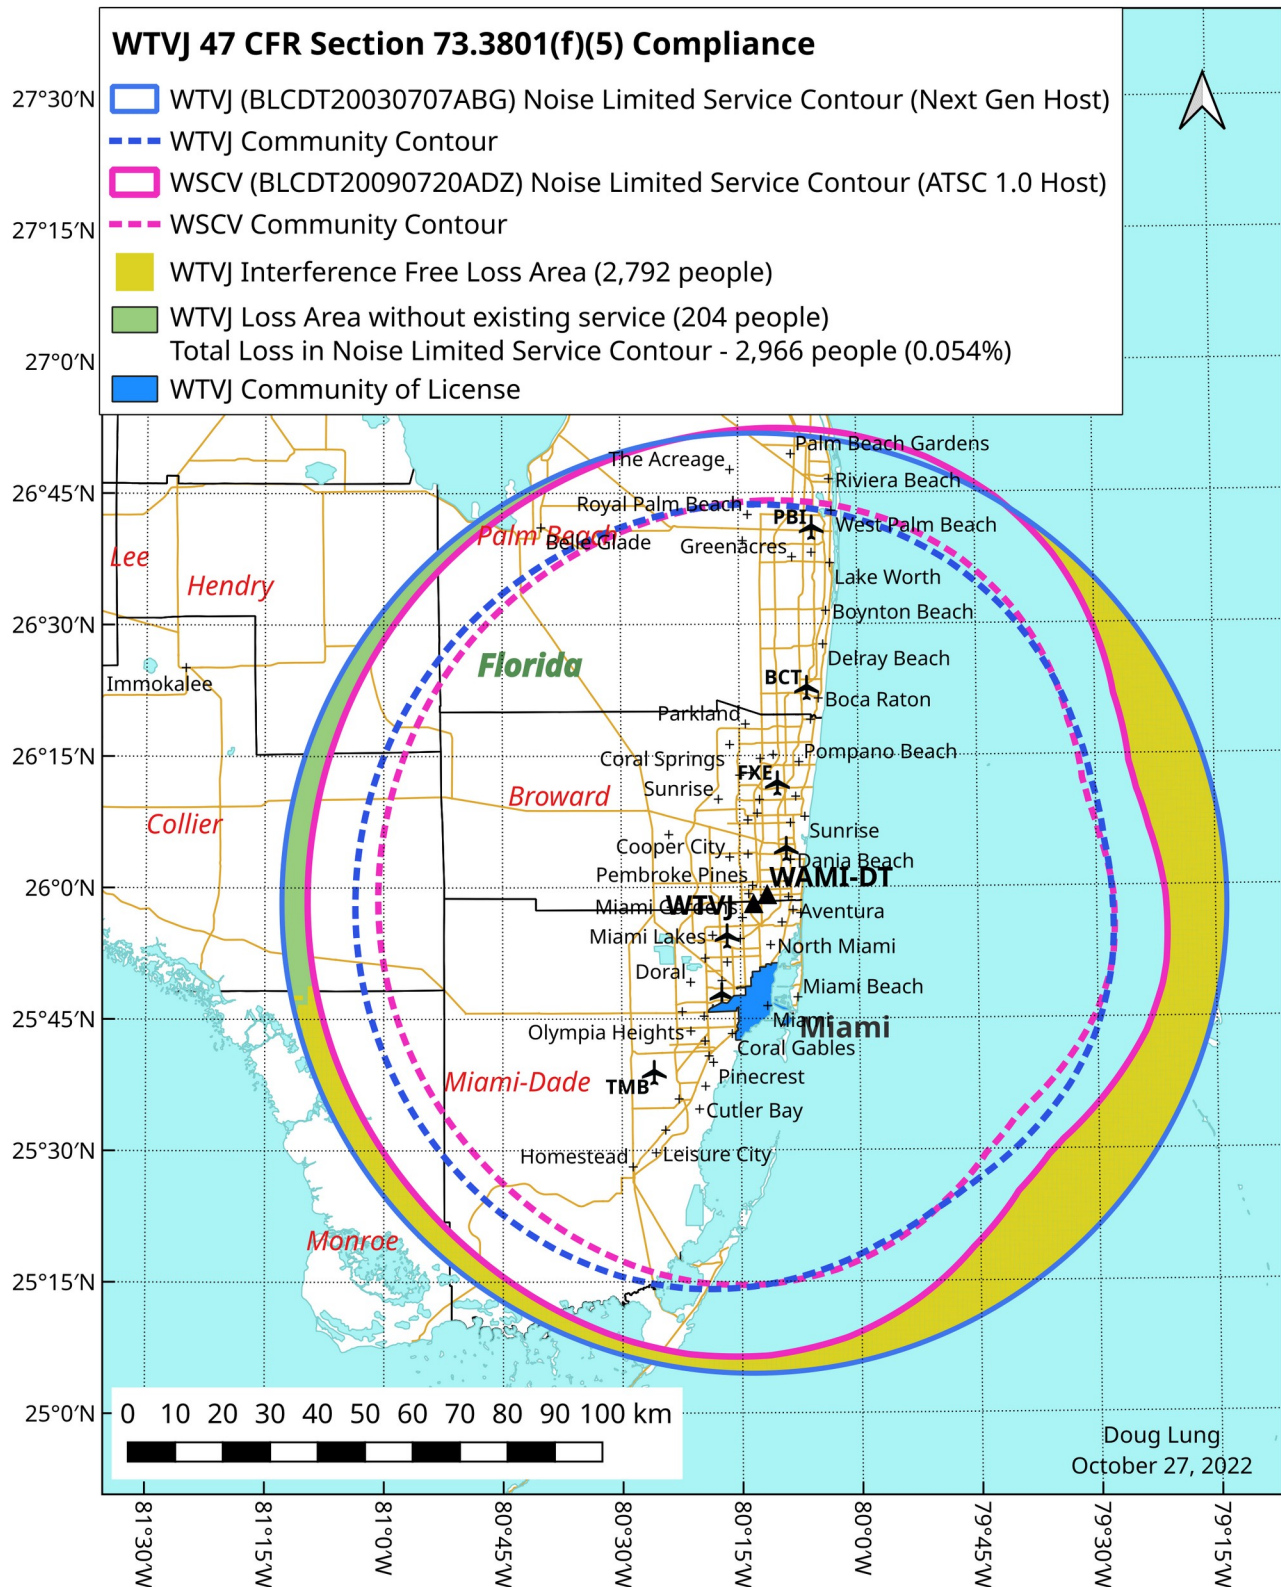 WTVJ 47 CFR Section 73.3801(f)(5) Compliance
WTVJ (BLCDT20030707ABG) Noise Limited Service Contour (Next Gen Host)
WTVJ Community Contour
WSCV (BLCDT20090720ADZ) Noise Limited Service Contour (ATSC 1.0 Host)
WSCV Community Contour
WTVJ Interference Free Loss Area (2,792 people)
WTVJ Loss Area without existing service (204 people)
Total Loss in Noise Limited Service Contour - 2,966 people (0.054%)
WTVJ Community of License
27°30′N
27°15′N
27°0′N
26°45′N
26°30′N
26°15′N
26°0′N
25°45′N
25°30′N
25°15′N
25°0′N
Palm Beach Gardens
The Acreage
Riviera Beach
Royal Palm Beach
PBI
West Palm Beach
Palm Beach
Belle Glade
Greenacres
Lee
Hendry
Lake Worth
Boynton Beach
Florida
Delray Beach
Immokalee
BCT
Boca Raton
Parkland
Pompano Beach
Coral Springs
FXE
Sunrise
Broward
Collier
Sunrise
Cooper City
Dania Beach
Pembroke Pines
WAMI-DT
Miami Gardens
WTVJ
Aventura
Miami Lakes
North Miami
Doral
Miami Beach
Miami
Miami
Olympia Heights
Coral Gables
Miami-Dade
TMB
Pinecrest
Cutler Bay
Homestead
Leisure City
Monroe
0 10 20 30 40 50 60 70 80 90 100 km
Doug Lung
October 27, 2022
81°30′W
81°15′W
81°0′W
80°45′W
80°30′W
80°15′W
80°0′W
79°45′W
79°30′W
79°15′W